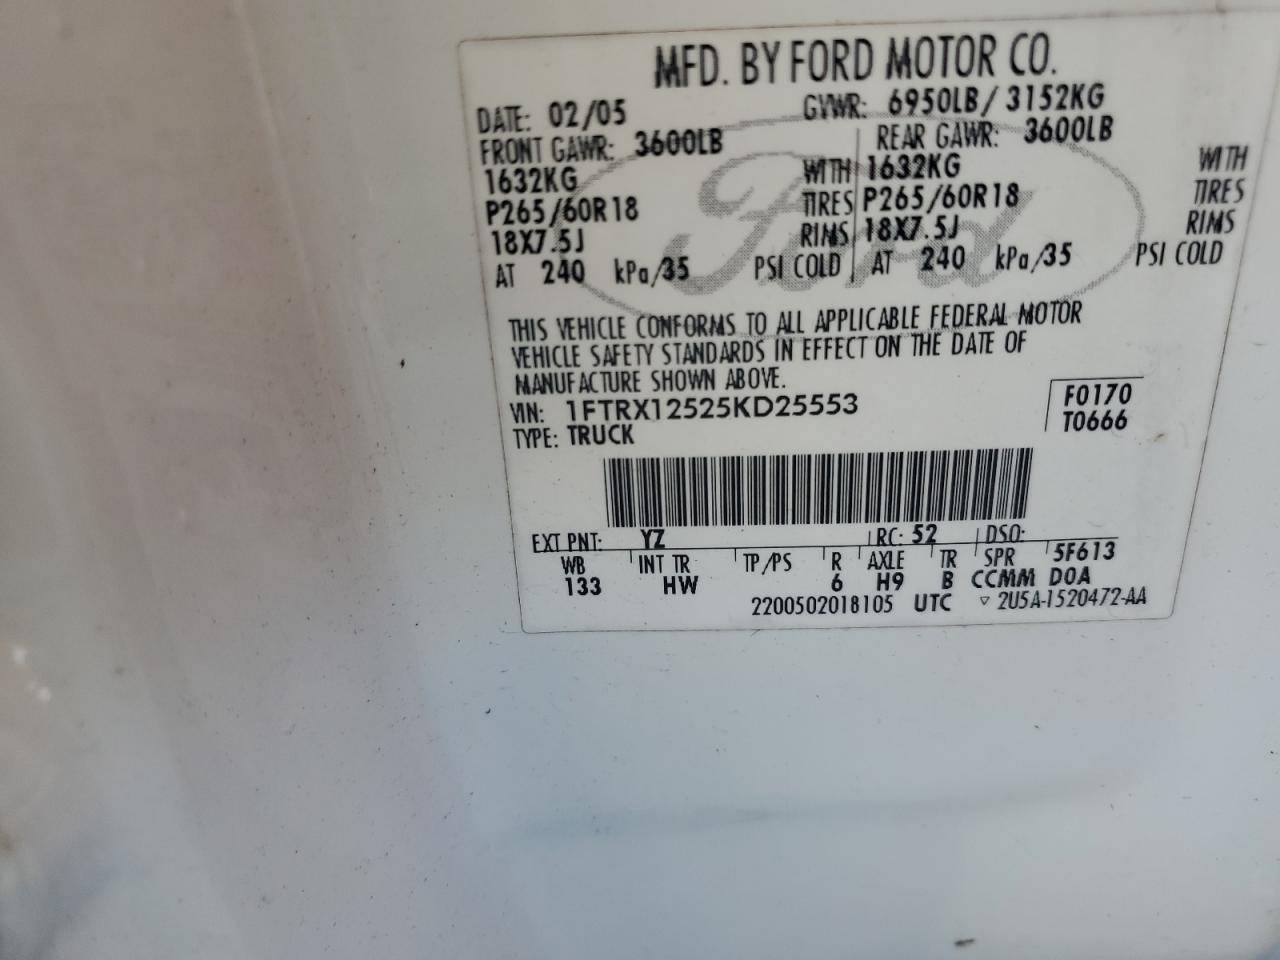 MFD. BY FORD MOTOR CO.
DATE: 02/05 GVWR: 6950LB/ 3152KG
FRONT GAWR: 3600LB REAR GAWR: 3600LB
1632KG WITH 1632KG WITH
P265/60R18 TIRES P265/60R18 TIRES
18X7.5J RIMS 18X7.5J RIMS
AT 240 kPa/35 PSI COLD AT 240 kPa/35 PSI COLD
Ford
THIS VEHICLE CONFORMS TO ALL APPLICABLE FEDERAL MOTOR
VEHICLE SAFETY STANDARDS IN EFFECT ON THE DATE OF
MANUFACTURE SHOWN ABOVE.
VIN: 1FTRX12525KD25553 F0170
TYPE: TRUCK T0666
EXT PNT: YZ RC: 52 DSO:
WB INT TR TP/PS R AXLE TR SPR 5F613
133 HW 6 H9 B CCMM DOA
2200502018105 UTC ▽ 2U5A-1520472-AA